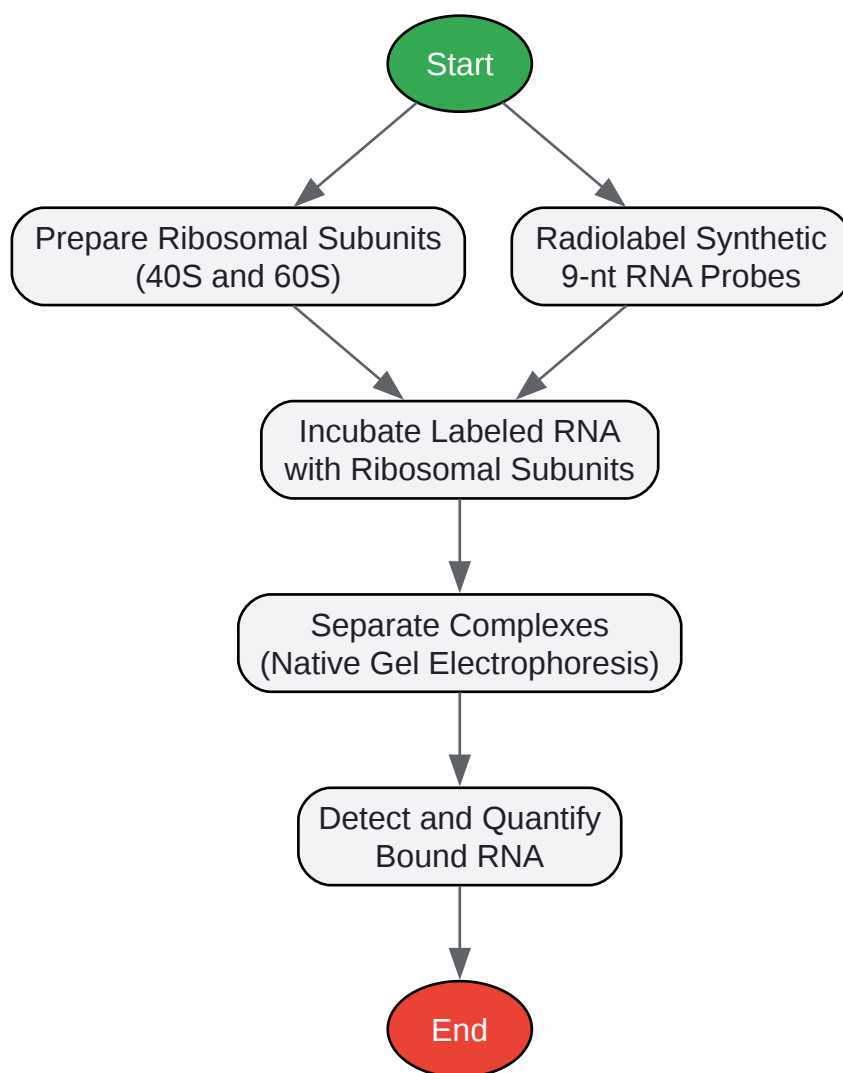 Start
Prepare Ribosomal Subunits
(40S and 60S)
Radiolabel Synthetic
9-nt RNA Probes
Incubate Labeled RNA
with Ribosomal Subunits
Separate Complexes
(Native Gel Electrophoresis)
Detect and Quantify
Bound RNA
End